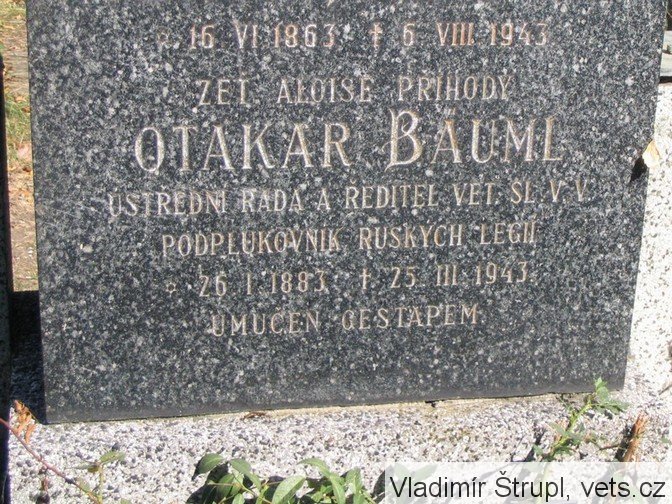 * 16 VI 1863 † 6 VIII. 1943
ZEŤ ALOISE PŘÍHODY
OTAKAR BÄUML
ÚSTŘEDNÍ RADA A ŘEDITEL VET. SL. V. V.
PODPLUKOVNÍK RUSKÝCH LEGIÍ
* 26 I. 1883 † 25 III 1943
UMUČEN GESTAPEM
Vladimír Štrupl, vets.cz